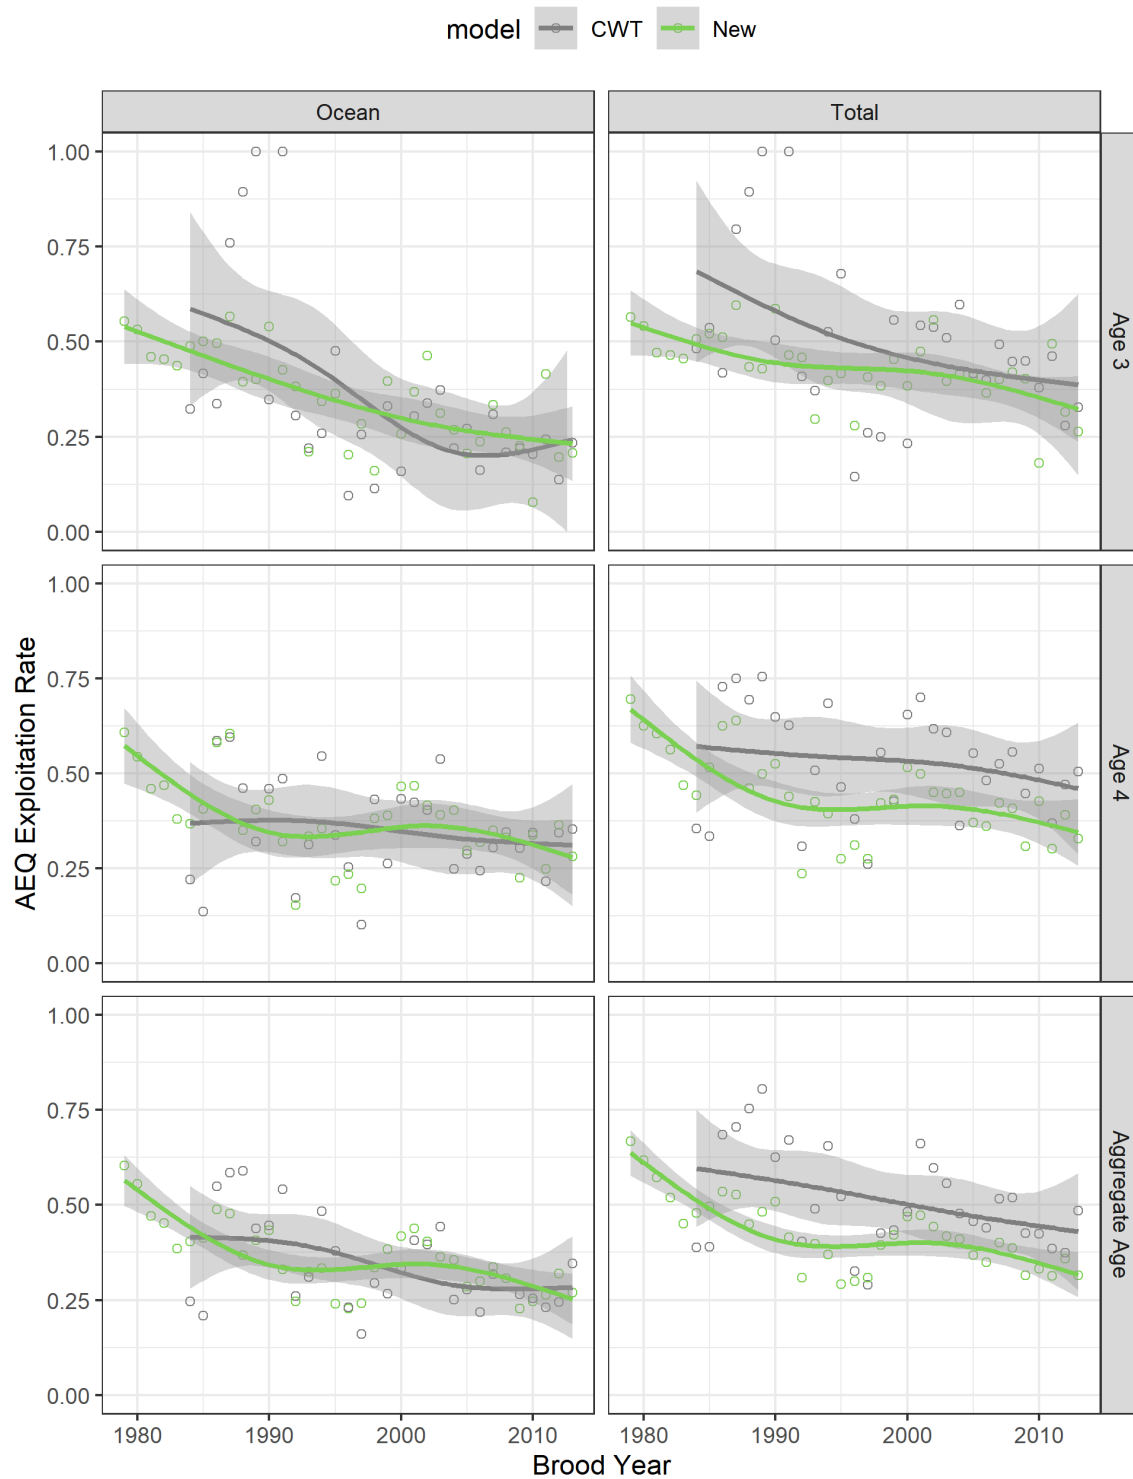 model CWT New
Ocean Total
1.00
0.75
0.50
0.25
0.00
Age 3
1.00
0.75
0.50
0.25
0.00
Age 4
1.00
0.75
0.50
0.25
0.00
Aggregate Age
AEQ Exploitation Rate
1980 1990 2000 2010 1980 1990 2000 2010
Brood Year